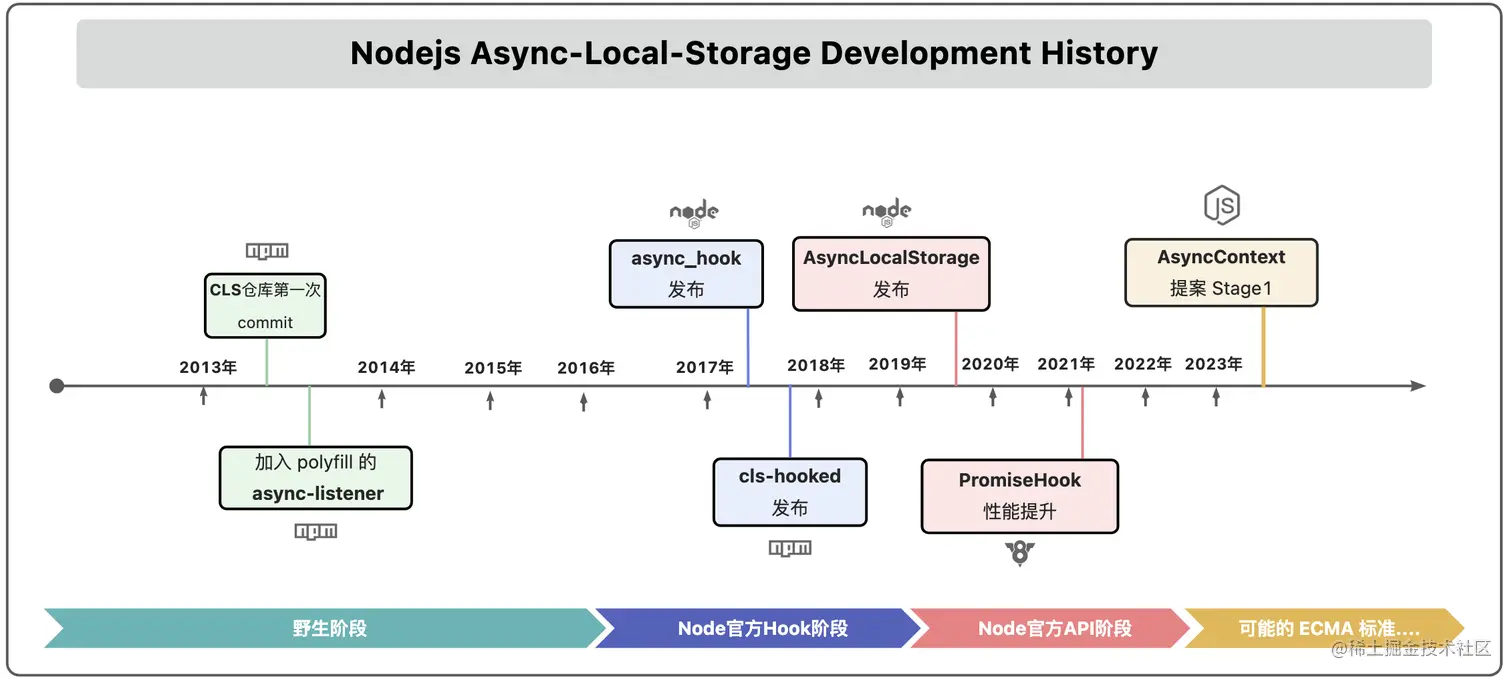 Nodejs Async-Local-Storage Development History
npm
CLS仓库第一次
commit
node
JS
async_hook
发布
node
JS
AsyncLocalStorage
发布
JS
AsyncContext
提案 Stage1
2013年
2014年
2015年
2016年
2017年
2018年
2019年
2020年
2021年
2022年
2023年
加入 polyfill 的
async-listener
npm
cls-hooked
发布
npm
PromiseHook
性能提升
V8
野生阶段
Node官方Hook阶段
Node官方API阶段
可能的 ECMA 标准....
@稀土掘金技术社区